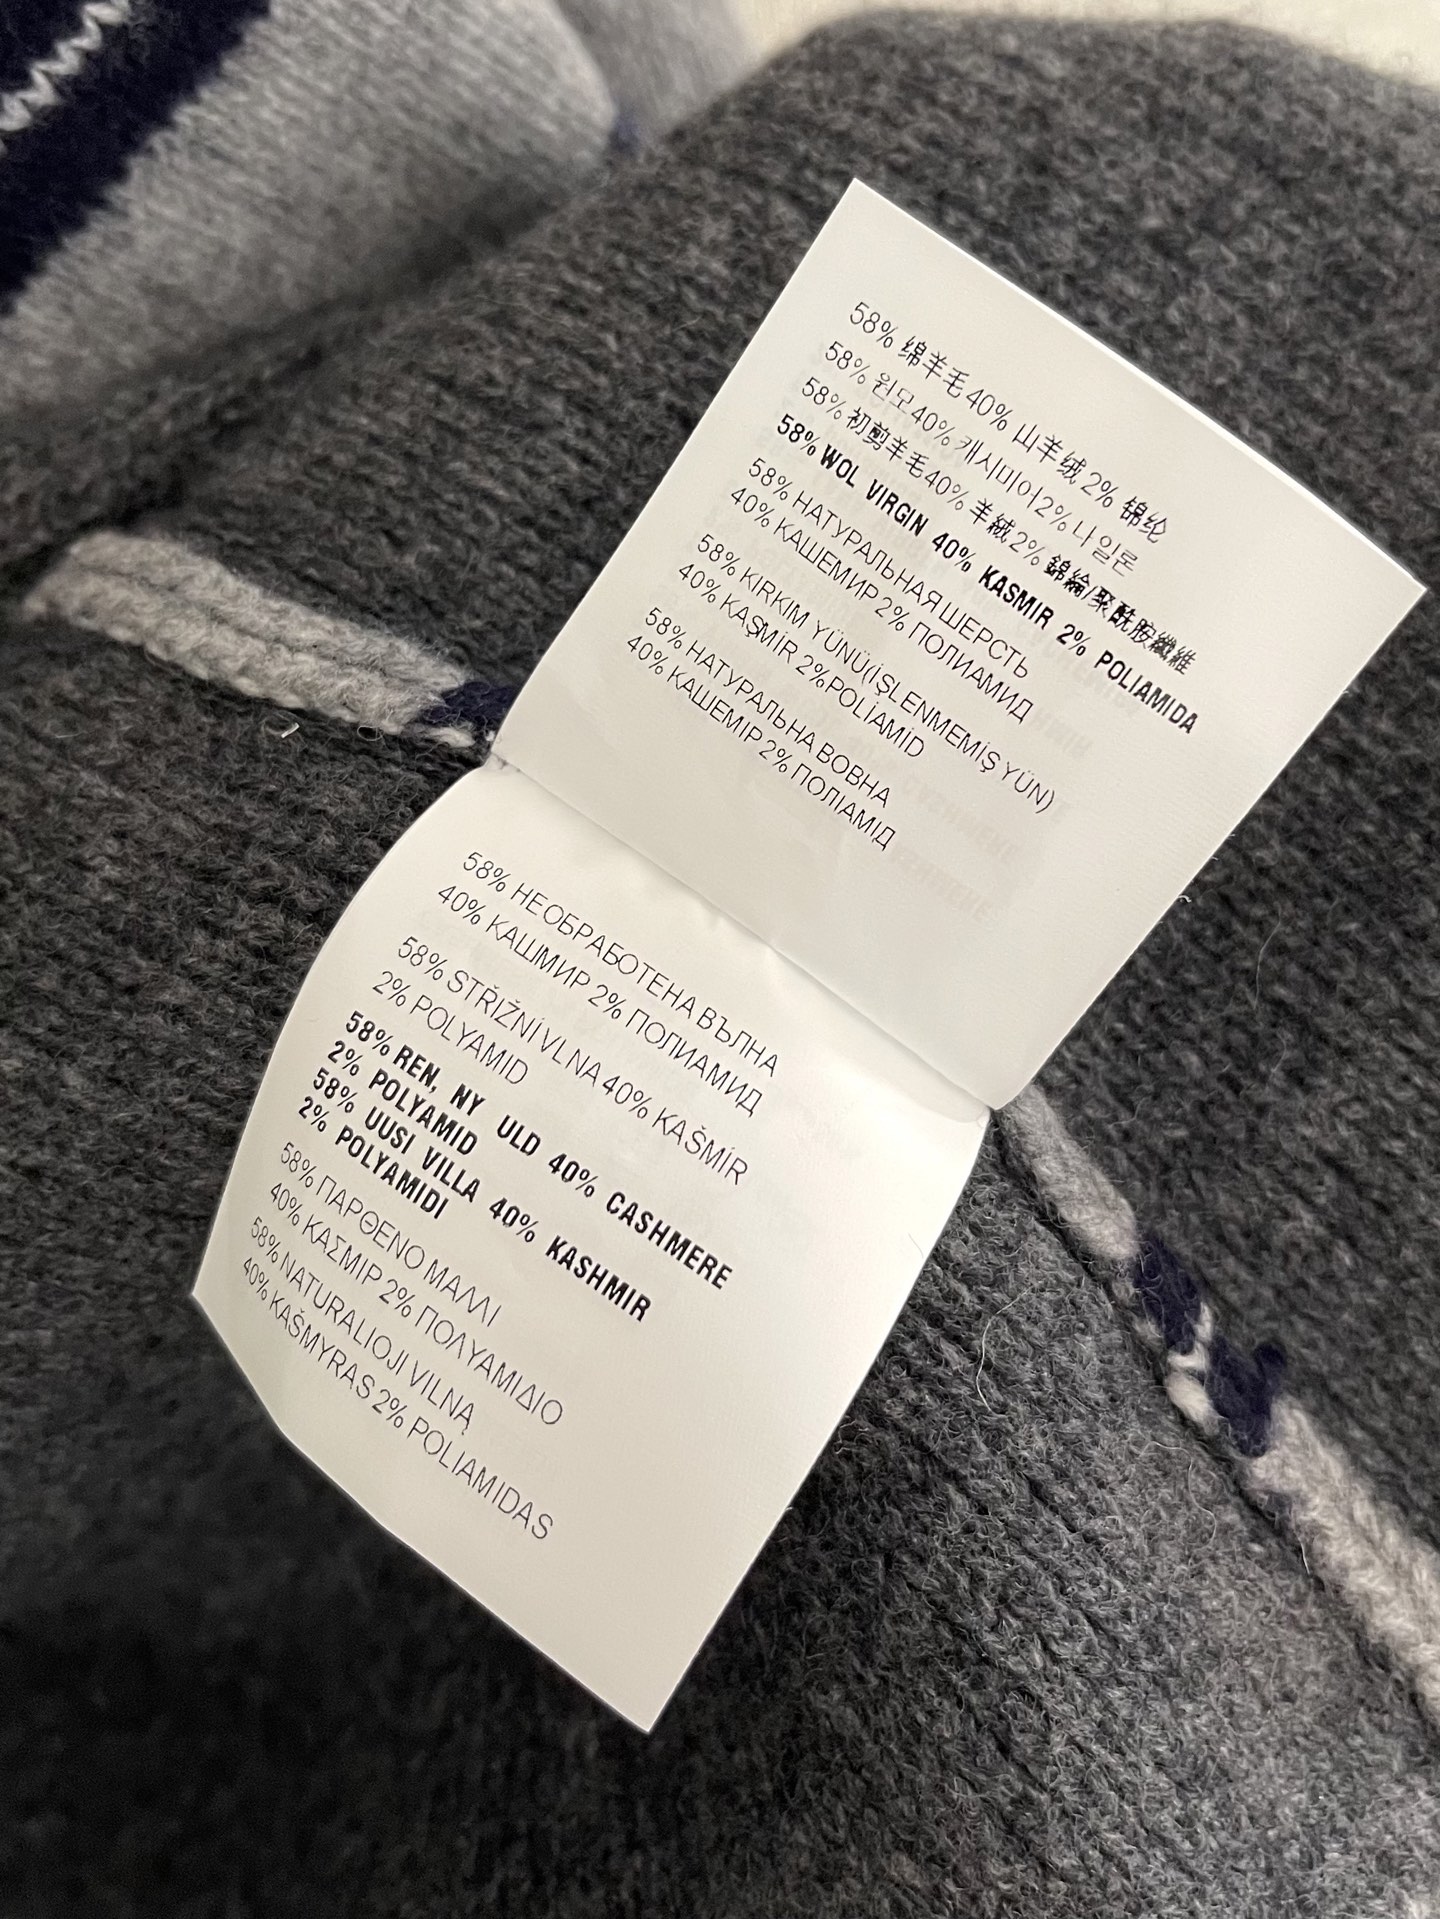 58% 绵羊毛 40% 山羊绒 2% 锦纶
58% 원모 40% 캐시미어 2% 나일론
58% 初剪羊毛 40% 羊絨 2% 錦綸/聚酰胺纖維
58% WOL VIRGIN 40% KASMIR 2% POLIAMIDA
58% НАТУРАЛЬНАЯ ШЕРСТЬ
40% КАШЕМИР 2% ПОЛИАМИД
58% KIRKIM YÜNÜ(İŞLENMEMİŞ YÜN)
40% KAŞMİR 2%POLİAMİD
58% НАТУРАЛЬНА ВОВНА
40% КАШЕМІР 2% ПОЛІАМІД
58% НЕОБРАБОТЕНА ВЪЛНА
40% КАШМИР 2% ПОЛИАМИД
58% STŘIŽNÍ VLNA 40% KAŠMÍR
2% POLYAMID
58% REN, NY ULD 40% CASHMERE
2% POLYAMID
58% UUSI VILLA 40% KASHMIR
2% POLYAMIDI
58% ΠΑΡΘΕΝΟ ΜΑΛΛΙ
40% ΚΑΣΜΙΡ 2% ΠΟΛΥΑΜΙΔΙΟ
58% NATURALIOJI VILNA̧
40% KAŠMYRAS 2% POLIAMIDAS